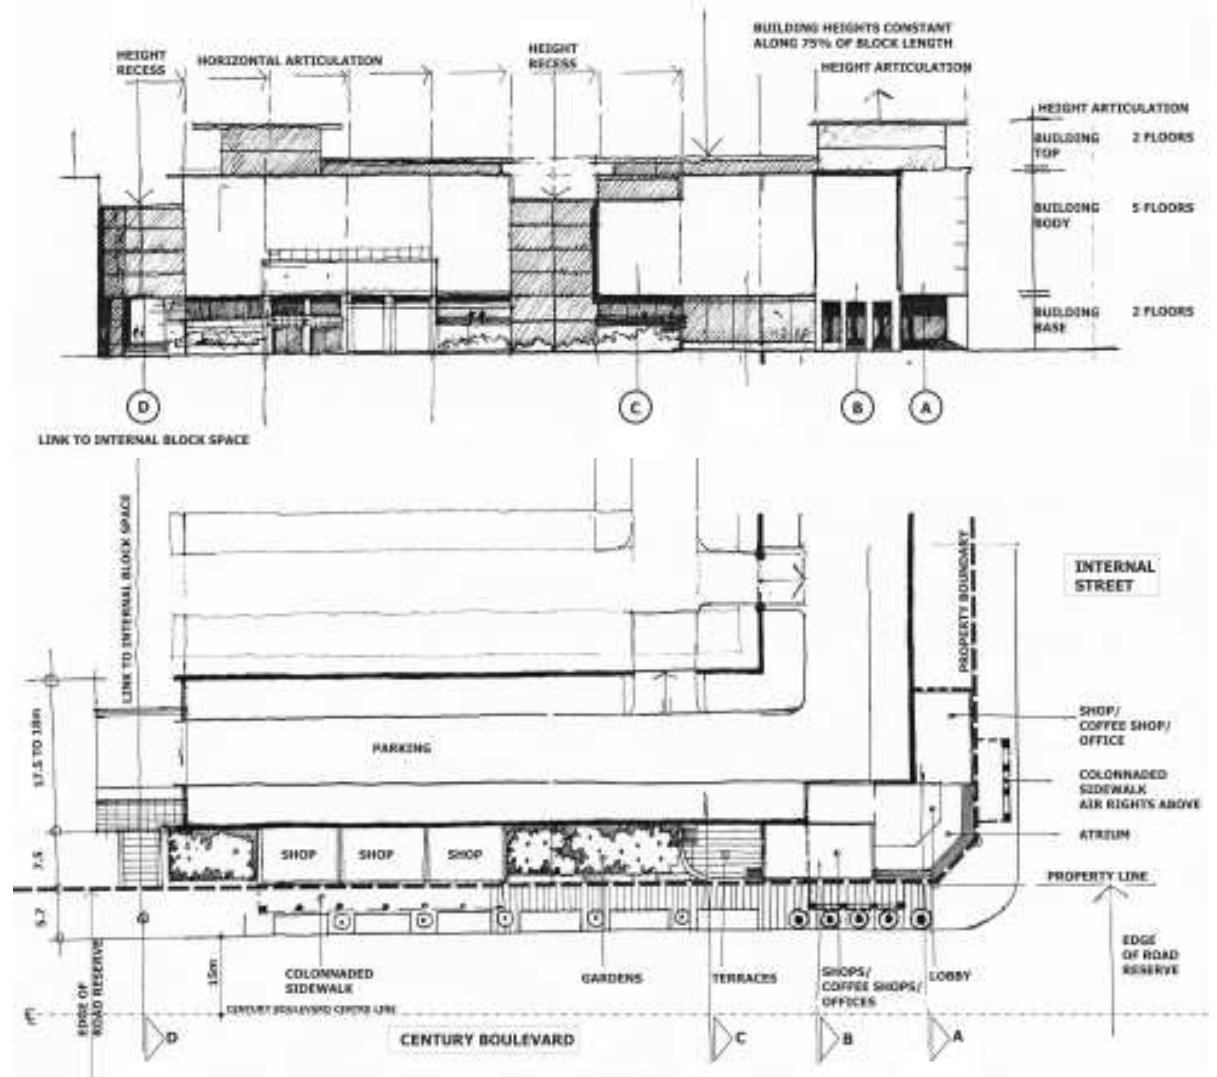 BUILDING HEIGHTS CONSTANT
ALONG 75% OF BLOCK LENGTH
HEIGHT
RECESS
HORIZONTAL ARTICULATION
HEIGHT
RECESS
HEIGHT ARTICULATION
HEIGHT ARTICULATION
BUILDING
TOP
2 FLOORS
BUILDING
BODY
5 FLOORS
BUILDING
BASE
2 FLOORS
D
C
B
A
LINK TO INTERNAL BLOCK SPACE
LINK TO INTERNAL BLOCK SPACE
PROPERTY BOUNDARY
INTERNAL
STREET
17.5 TO 18m
PARKING
SHOP/
COFFEE SHOP/
OFFICE
COLONNADED
SIDEWALK
AIR RIGHTS ABOVE
ATRIUM
7.5
SHOP
SHOP
SHOP
PROPERTY LINE
5.7
EDGE OF
ROAD RESERVE
15m
COLONNADED
SIDEWALK
GARDENS
TERRACES
SHOPS/
COFFEE SHOPS/
OFFICES
LOBBY
EDGE
OF ROAD
RESERVE
CENTURY BOULEVARD CENTRE LINE
CENTURY BOULEVARD
D
C
B
A